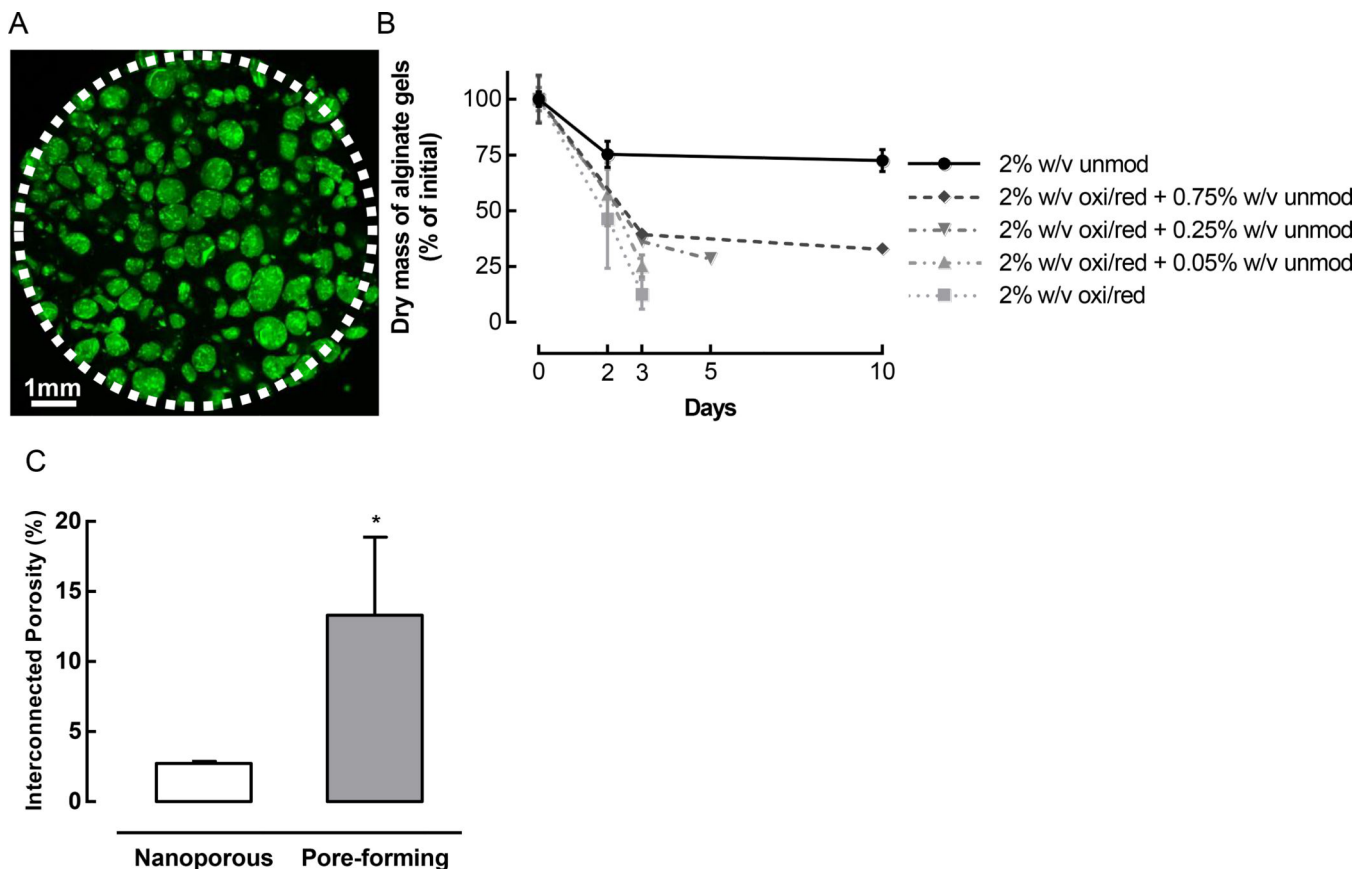 A
1mm
B
Dry mass of alginate gels
(% of initial)
100
75
50
25
0
0
2
3
5
10
Days
2% w/v unmod
2% w/v oxi/red + 0.75% w/v unmod
2% w/v oxi/red + 0.25% w/v unmod
2% w/v oxi/red + 0.05% w/v unmod
2% w/v oxi/red
C
Interconnected Porosity (%)
20
15
10
5
0
*
Nanoporous
Pore-forming